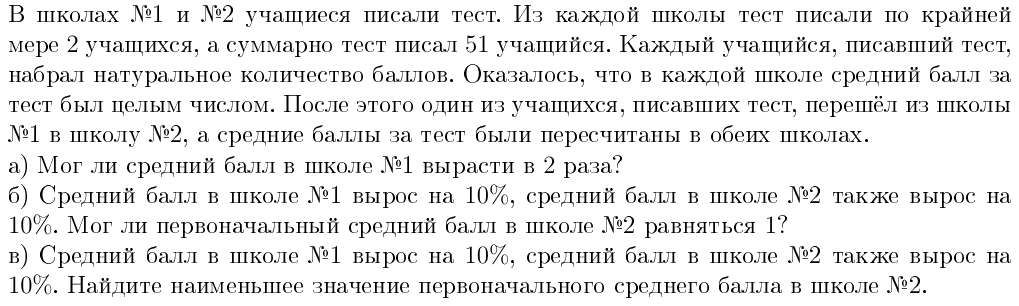 В школах №1 и №2 учащиеся писали тест. Из каждой школы тест писали по крайней
мере 2 учащихся, а суммарно тест писал 51 учащийся. Каждый учащийся, писавший тест,
набрал натуральное количество баллов. Оказалось, что в каждой школе средний балл за
тест был целым числом. После этого один из учащихся, писавших тест, перешёл из школы
№1 в школу №2, а средние баллы за тест были пересчитаны в обеих школах.
а) Мог ли средний балл в школе №1 вырасти в 2 раза?
б) Средний балл в школе №1 вырос на 10%, средний балл в школе №2 также вырос на
10%. Мог ли первоначальный средний балл в школе №2 равняться 1?
в) Средний балл в школе №1 вырос на 10%, средний балл в школе №2 также вырос на
10%. Найдите наименьшее значение первоначального среднего балла в школе №2.